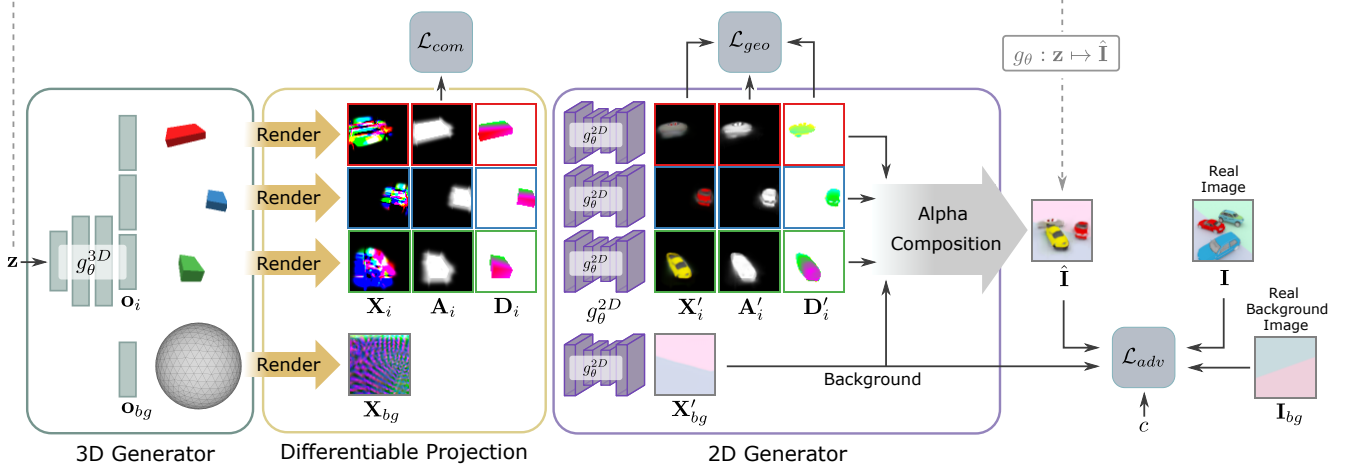 𝓛_com
𝓛_geo
g_θ : z ↦ Î
z
g_θ^3D
o_i
o_bg
Render
Render
Render
Render
X_i A_i D_i
X_bg
g_θ^2D
g_θ^2D
g_θ^2D
g_θ^2D
g_θ^2D
X′_i A′_i D′_i
X′_bg
Alpha
Composition
Background
Î
Real
Image
I
Real
Background
Image
I_bg
𝓛_adv
c
3D Generator
Differentiable Projection
2D Generator